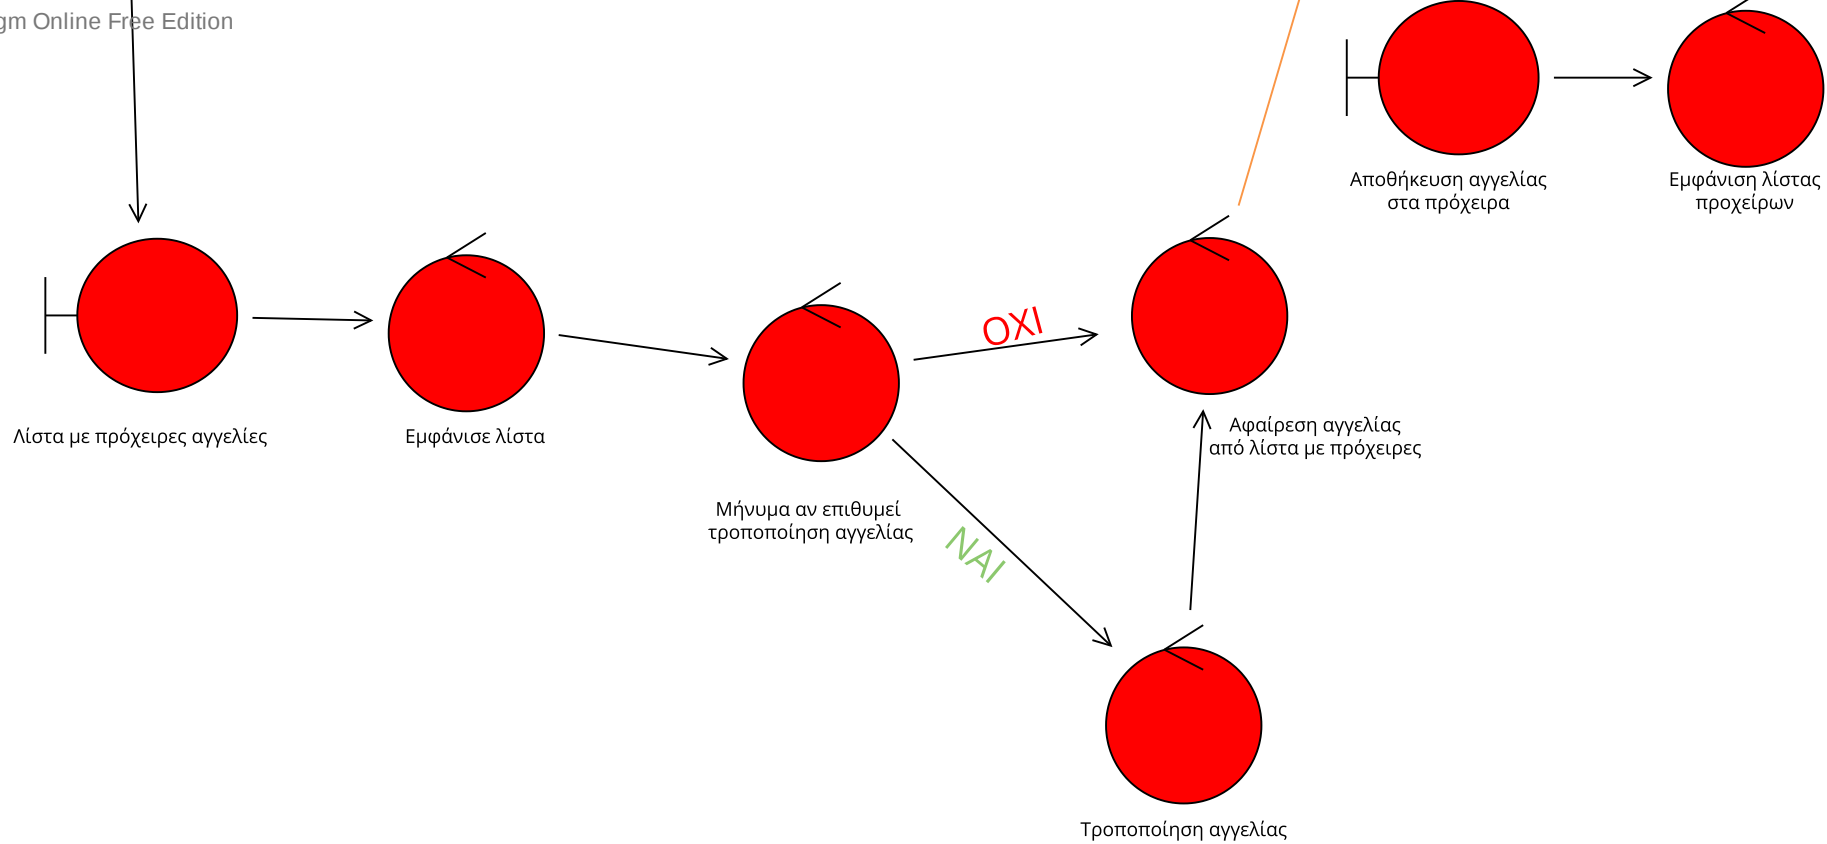 gm Online Free Edition
Αποθήκευση αγγελίας
στα πρόχειρα
Εμφάνιση λίστας
προχείρων
ΟΧΙ
Λίστα με πρόχειρες αγγελίες
Εμφάνισε λίστα
Αφαίρεση αγγελίας
από λίστα με πρόχειρες
Μήνυμα αν επιθυμεί
τροποποίηση αγγελίας
ΝΑΙ
Τροποποίηση αγγελίας